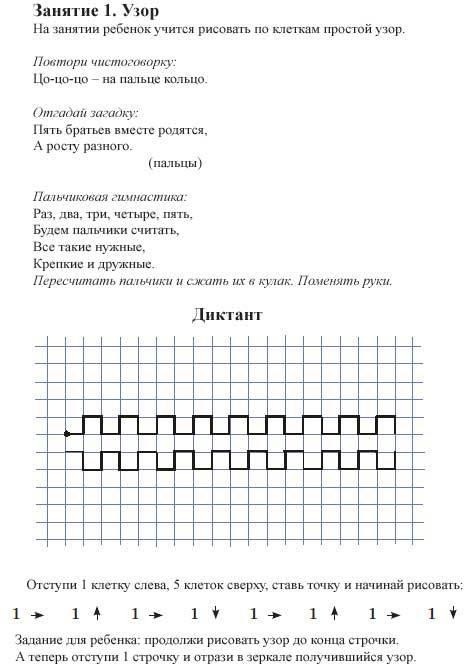 Занятие 1. Узор
На занятии ребенок учится рисовать по клеткам простой узор.
Повтори чистоговорку:
Цо-цо-цо – на пальце кольцо.
Отгадай загадку:
Пять братьев вместе родятся,
А росту разного.
(пальцы)
Пальчиковая гимнастика:
Раз, два, три, четыре, пять,
Будем пальчики считать,
Все такие нужные,
Крепкие и дружные.
Пересчитать пальчики и сжать их в кулак. Поменять руки.
Диктант
Отступи 1 клетку слева, 5 клеток сверху, ставь точку и начинай рисовать:
1 → 1 ↑ 1 → 1 ↓ 1 → 1 ↑ 1 → 1 ↓
Задание для ребенка: продолжи рисовать узор до конца строчки.
А теперь отступи 1 строчку и отрази в зеркале получившийся узор.